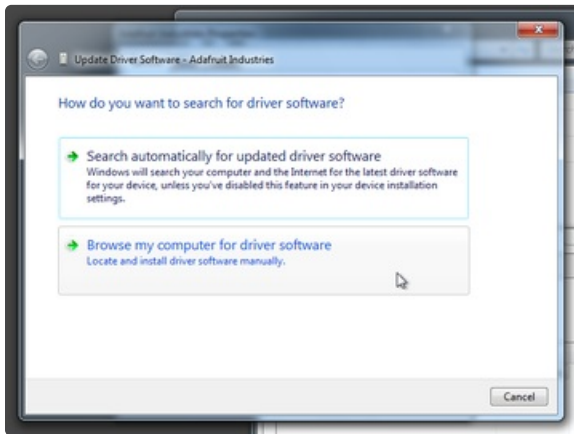 Update Driver Software - Adafruit Industries
How do you want to search for driver software?
Search automatically for updated driver software
Windows will search your computer and the Internet for the latest driver software
for your device, unless you've disabled this feature in your device installation
settings.
Browse my computer for driver software
Locate and install driver software manually.
Cancel